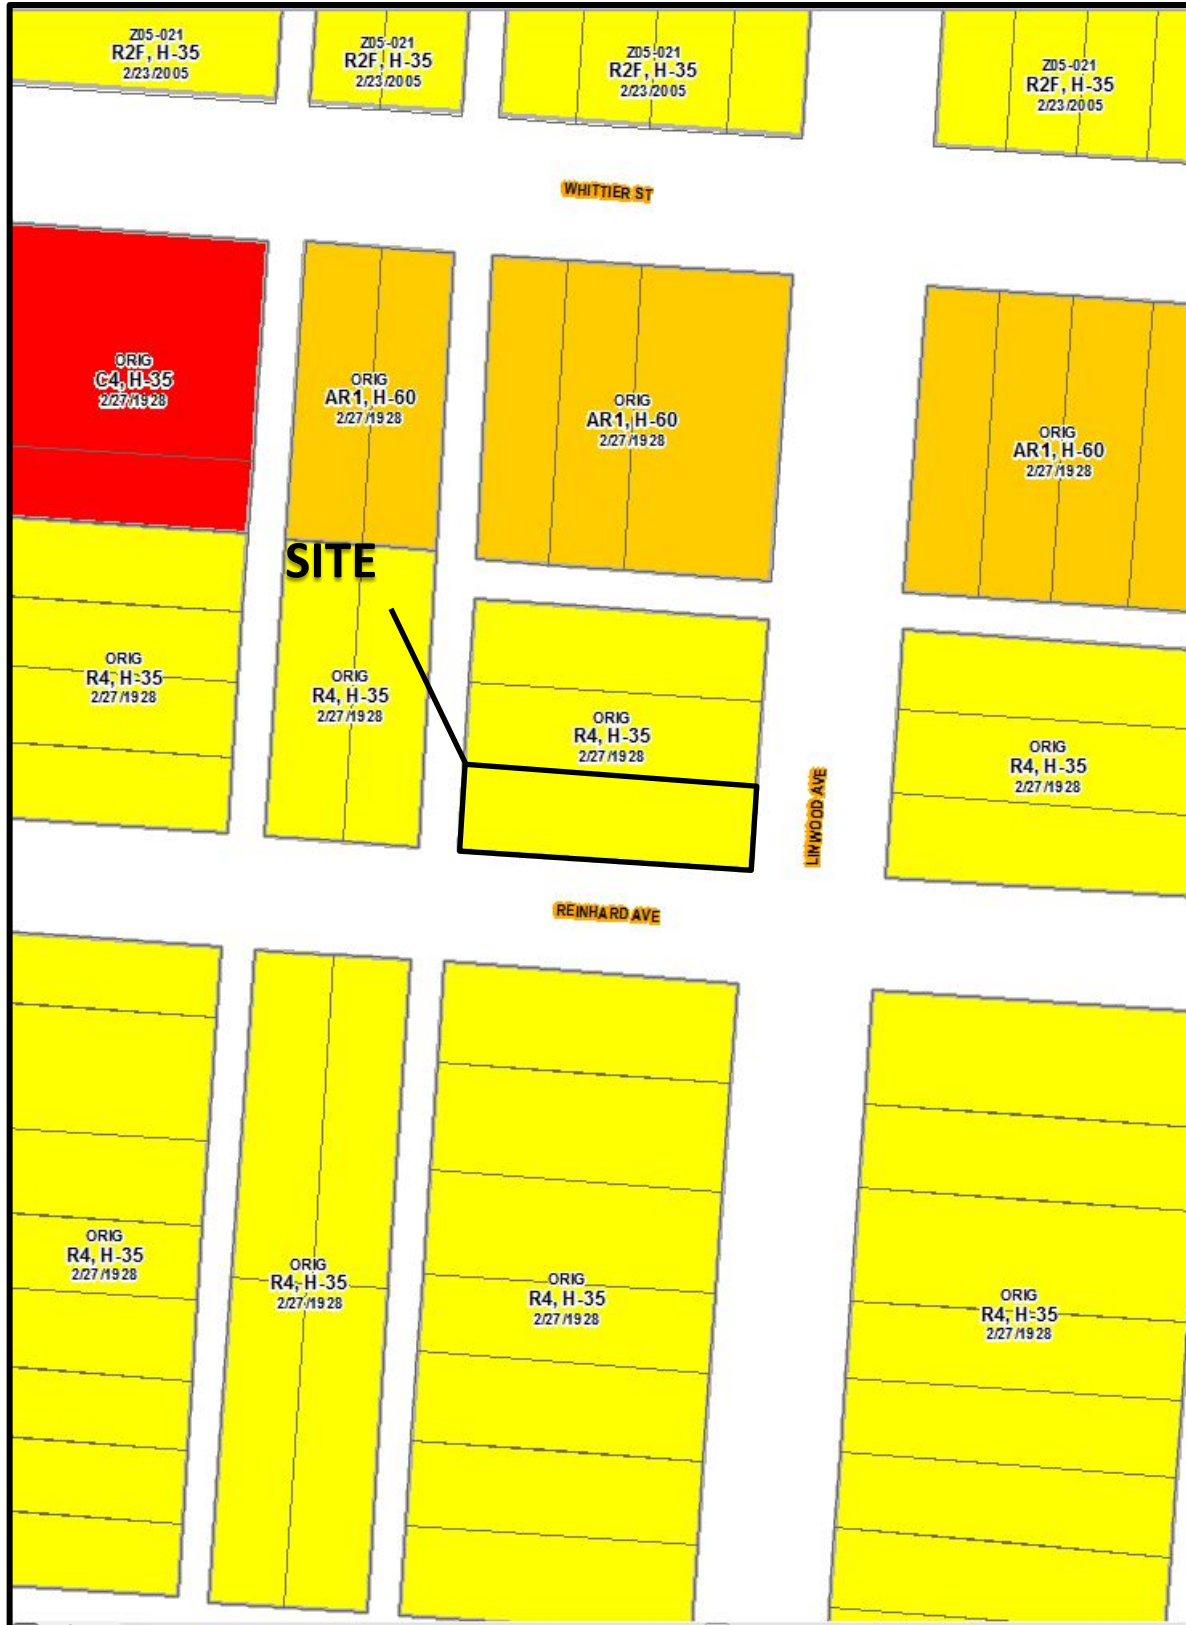 Z05-021
R2F, H-35
2/23/2005
Z05-021
R2F, H-35
2/23/2005
Z05-021
R2F, H-35
2/23/2005
Z05-021
R2F, H-35
2/23/2005
WHITTIER ST
ORIG
C4, H-35
2/27/1928
ORIG
AR1, H-60
2/27/1928
ORIG
AR1, H-60
2/27/1928
ORIG
AR1, H-60
2/27/1928
SITE
ORIG
R4, H-35
2/27/1928
ORIG
R4, H-35
2/27/1928
ORIG
R4, H-35
2/27/1928
ORIG
R4, H-35
2/27/1928
LINWOOD AVE
REINHARD AVE
ORIG
R4, H-35
2/27/1928
ORIG
R4, H-35
2/27/1928
ORIG
R4, H-35
2/27/1928
ORIG
R4, H-35
2/27/1928